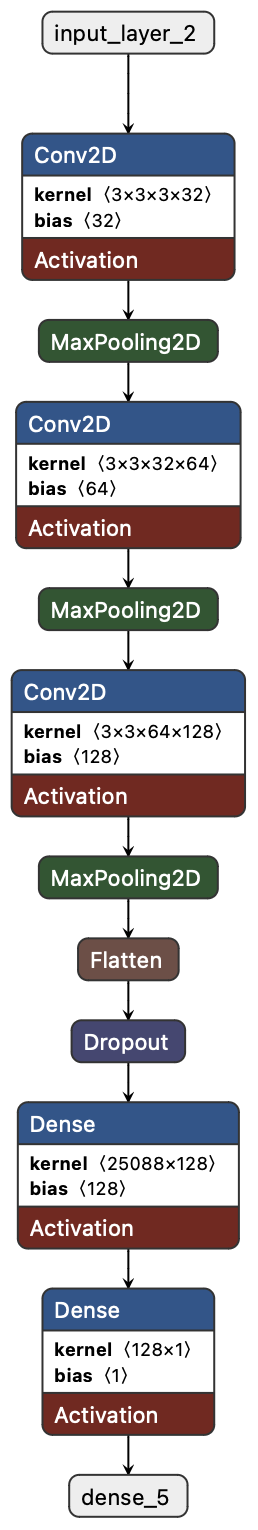 input_layer_2
Conv2D
kernel ⟨3×3×3×32⟩
bias ⟨32⟩
Activation
MaxPooling2D
Conv2D
kernel ⟨3×3×32×64⟩
bias ⟨64⟩
Activation
MaxPooling2D
Conv2D
kernel ⟨3×3×64×128⟩
bias ⟨128⟩
Activation
MaxPooling2D
Flatten
Dropout
Dense
kernel ⟨25088×128⟩
bias ⟨128⟩
Activation
Dense
kernel ⟨128×1⟩
bias ⟨1⟩
Activation
dense_5